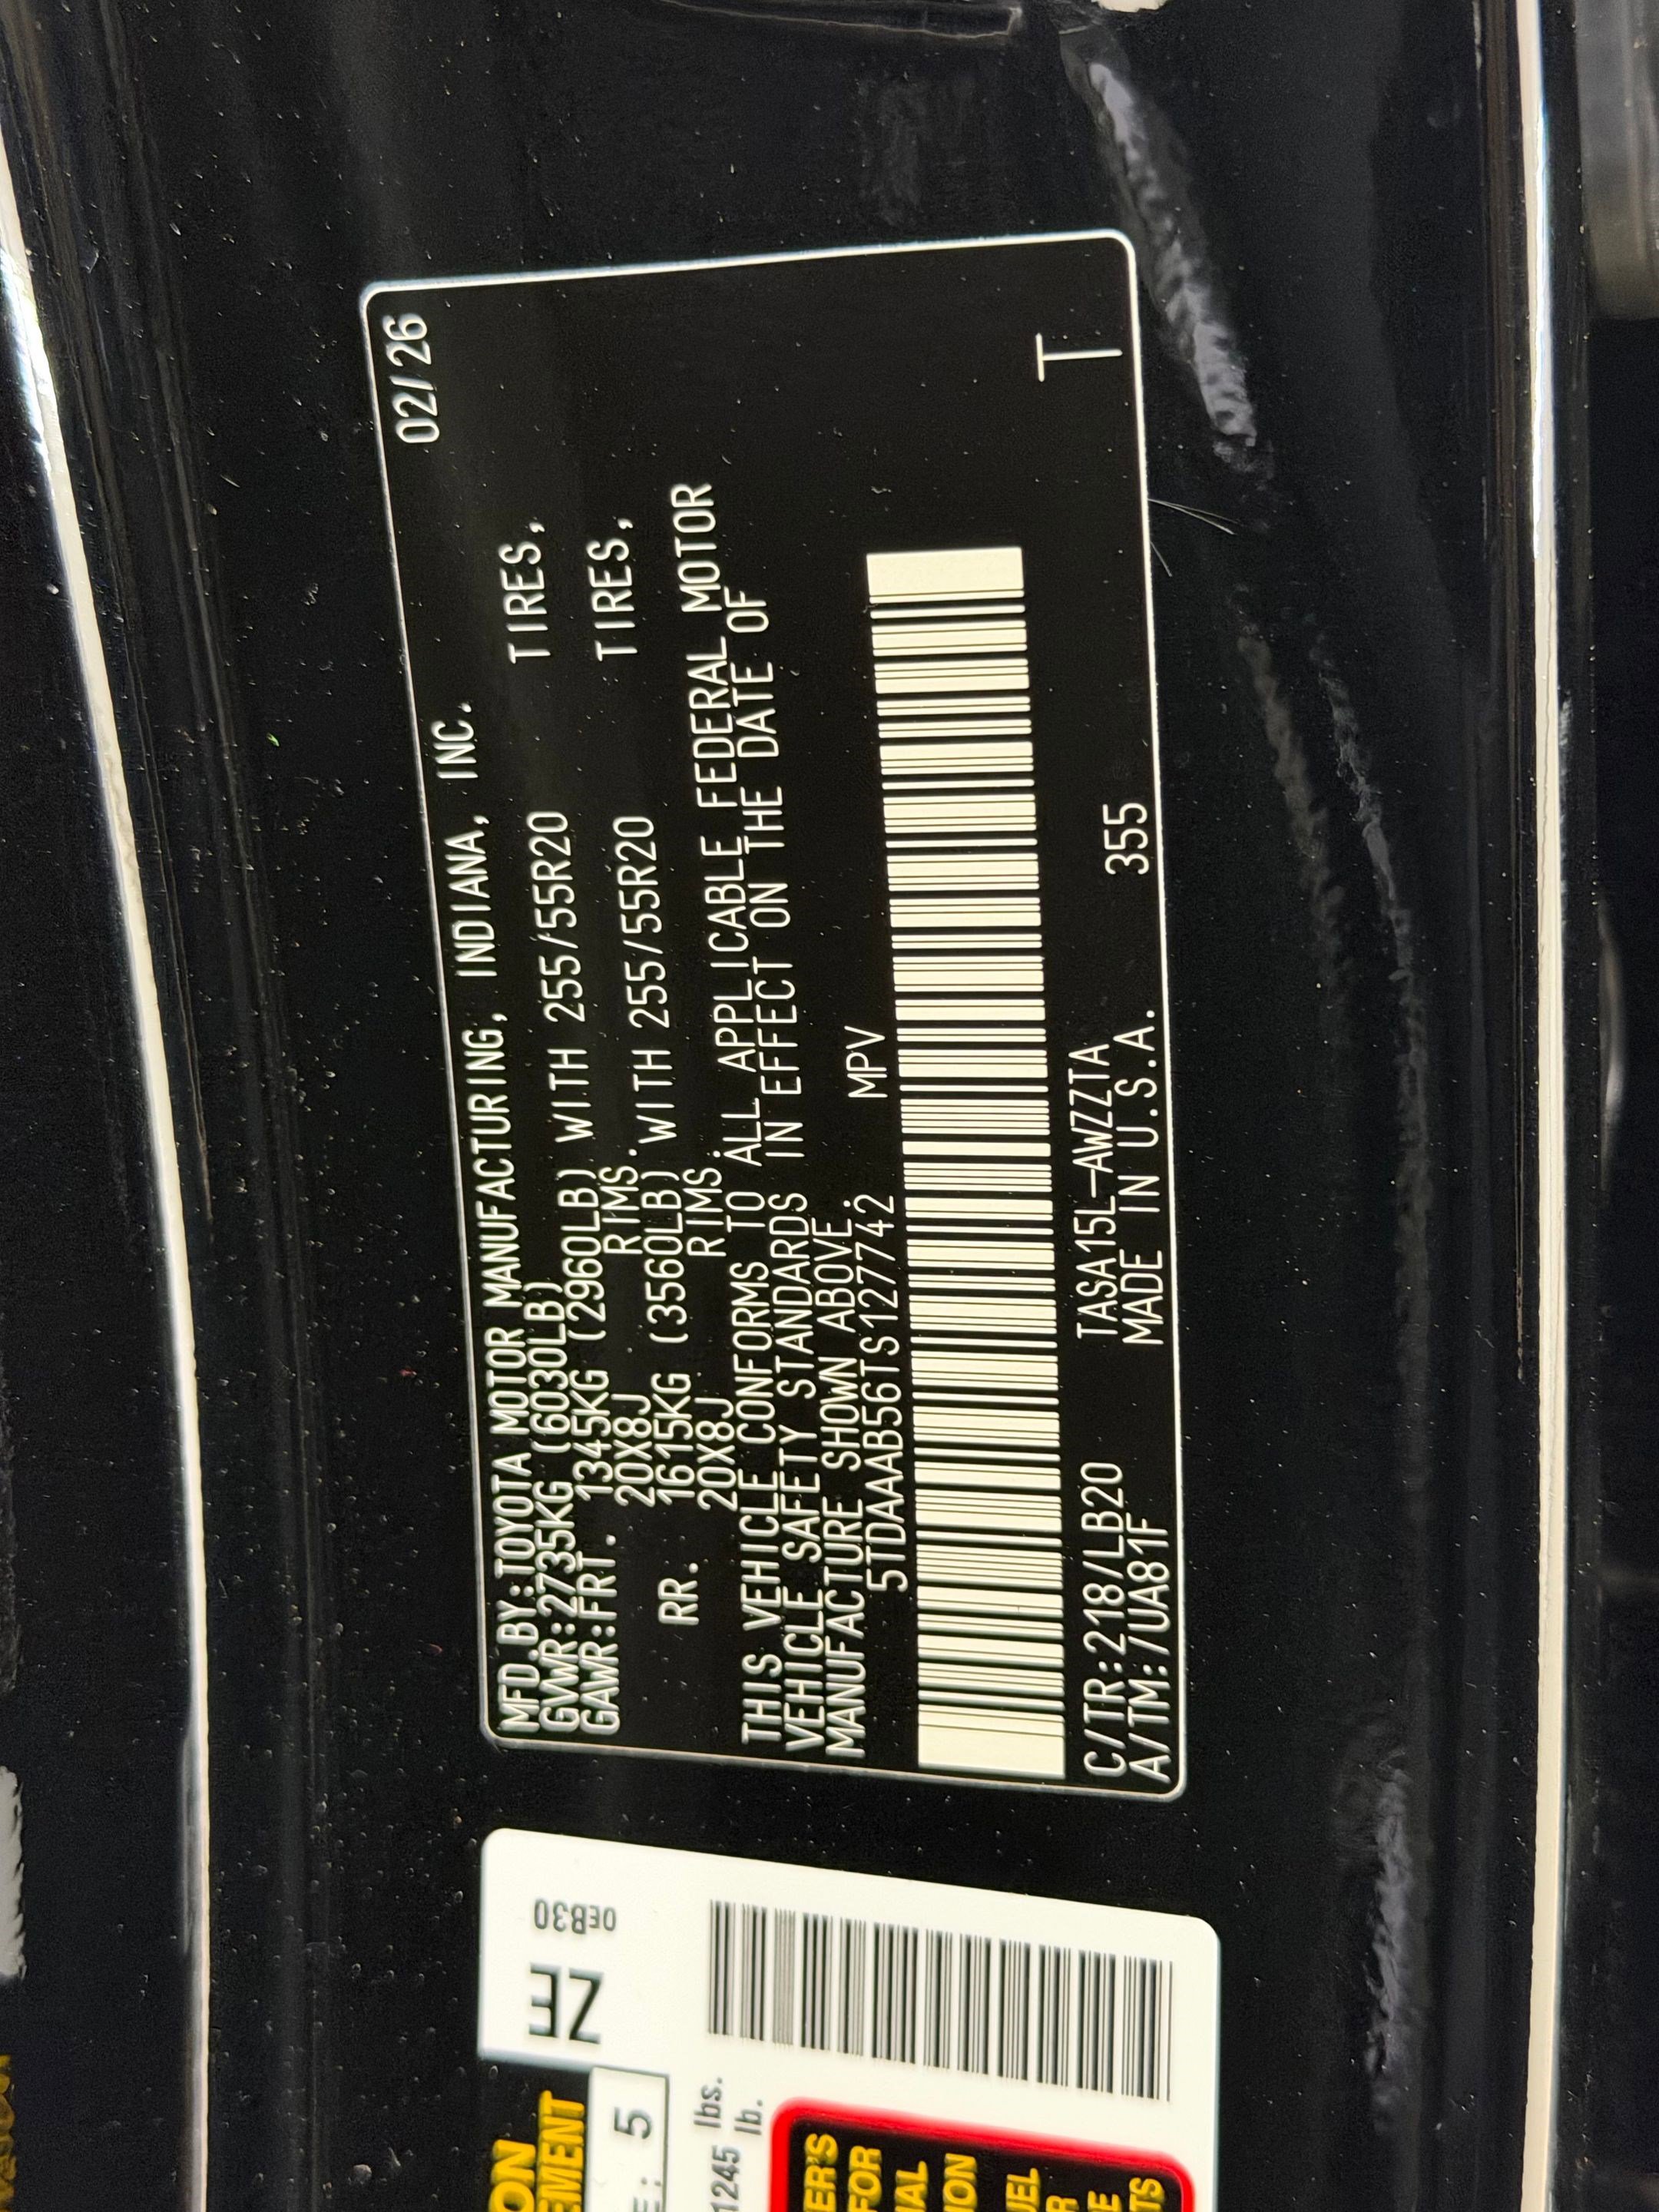 MFD.BY:TOYOTA MOTOR MANUFACTURING, INDIANA, INC. 02/26
GVWR:2735KG (6030LB)
GAWR:FRT. 1345KG (2960LB) WITH 255/55R20 TIRES,
20X8J RIMS.
RR. 1615KG (3560LB) WITH 255/55R20 TIRES,
20X8J RIMS.
THIS VEHICLE CONFORMS TO ALL APPLICABLE FEDERAL MOTOR
VEHICLE SAFETY STANDARDS IN EFFECT ON THE DATE OF
MANUFACTURE SHOWN ABOVE.
5TDAAAB56TS127742 MPV
C/TR:218/LB20 TASA15L-AWZZTA
A/TM:/UA81F MADE IN U.S.A. 355
T
ZE
0EB30
5
1245 lbs.
lb.